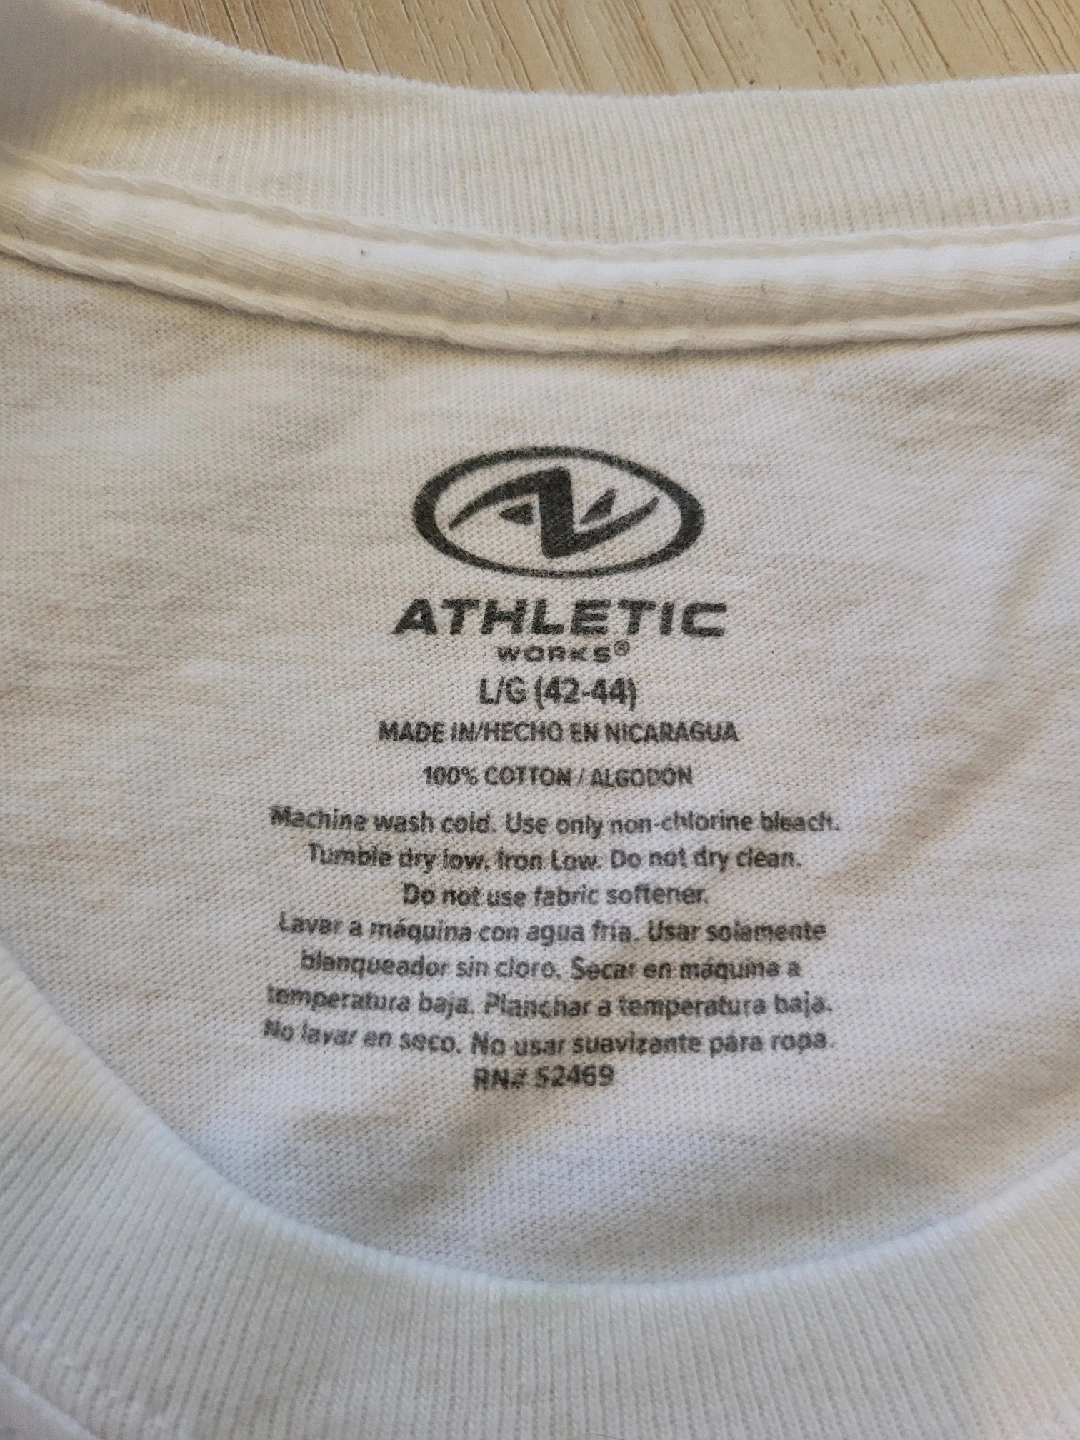 ATHLETIC
WORKS®
L/G (42-44)
MADE IN/HECHO EN NICARAGUA
100% COTTON / ALGODÓN
Machine wash cold. Use only non-chlorine bleach.
Tumble dry low. Iron Low. Do not dry clean.
Do not use fabric softener.
Lavar a máquina con agua fría. Usar solamente
blanqueador sin cloro. Secar en máquina a
temperatura baja. Planchar a temperatura baja.
No lavar en seco. No usar suavizante para ropa.
RN# 52469